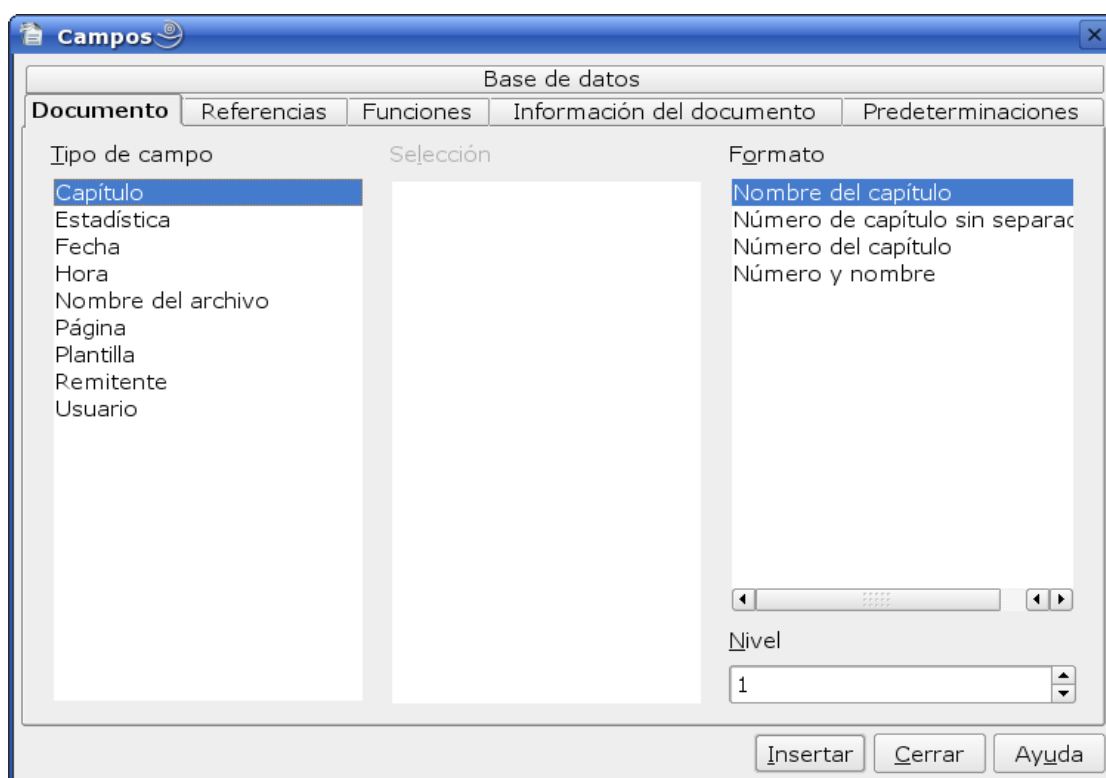 Campos
Base de datos
Documento Referencias Funciones Información del documento Predeterminaciones
Tipo de campo Selección Formato
Capítulo Nombre del capítulo
Estadística Número de capítulo sin separac
Fecha Número del capítulo
Hora Número y nombre
Nombre del archivo
Página
Plantilla
Remitente
Usuario
Nivel
1
Insertar Cerrar Ayuda